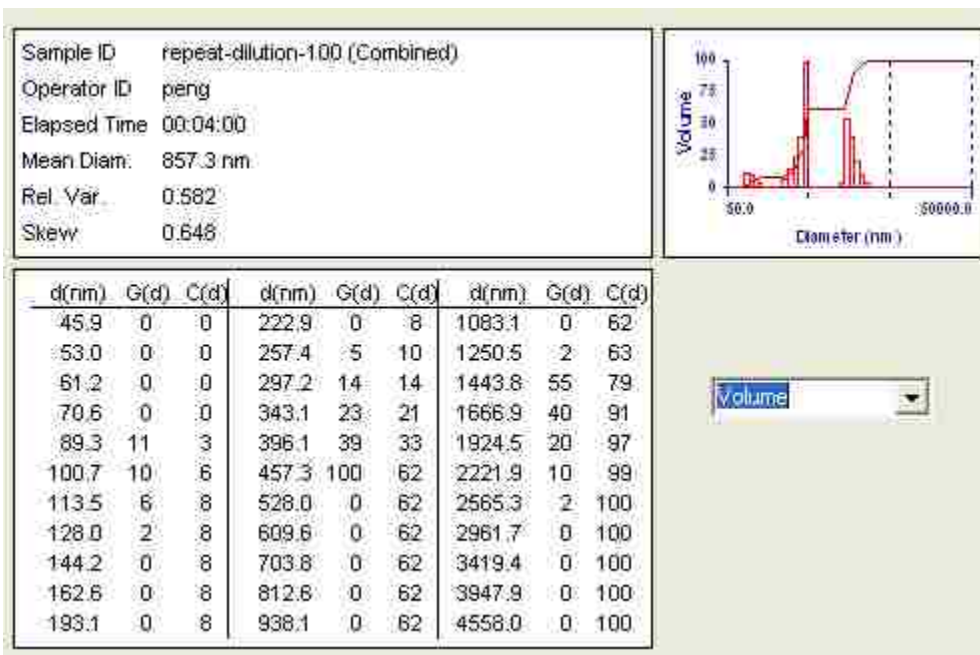 Sample ID repeat-dilution-100 (Combined)
Operator ID peng
Elapsed Time 00:04:00
Mean Diam. 857.3 nm
Rel. Var. 0.582
Skew 0.648
100
75
50
25
0
Volume
50.0 50000.0
Diameter (nm)
d(nm) G(d) C(d) d(nm) G(d) C(d) d(nm) G(d) C(d)
45.9 0 0 222.9 0 8 1083.1 0 62
53.0 0 0 257.4 5 10 1250.5 2 63
61.2 0 0 297.2 14 14 1443.8 55 79
70.6 0 0 343.1 23 21 1666.9 40 91
89.3 11 3 396.1 39 33 1924.5 20 97
100.7 10 6 457.3 100 62 2221.9 10 99
113.5 6 8 528.0 0 62 2565.3 2 100
128.0 2 8 609.6 0 62 2961.7 0 100
144.2 0 8 703.8 0 62 3419.4 0 100
162.6 0 8 812.6 0 62 3947.9 0 100
193.1 0 8 938.1 0 62 4558.0 0 100
Volume